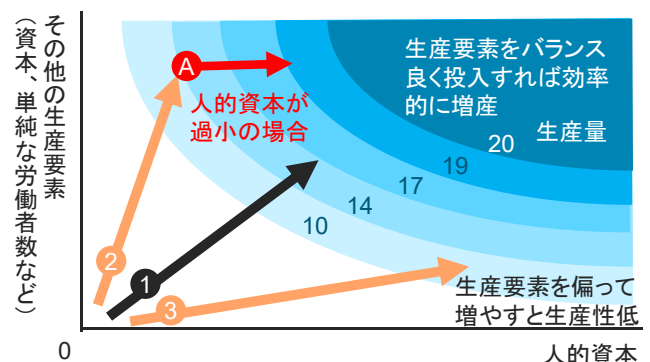 その他の生産要素
（資本、単純な労働者数など）
A
人的資本が
過小の場合
生産要素をバランス
良く投入すれば効率
的に増産
生産量
20
19
17
14
10
2
1
3
生産要素を偏って
増やすと生産性低
0
人的資本